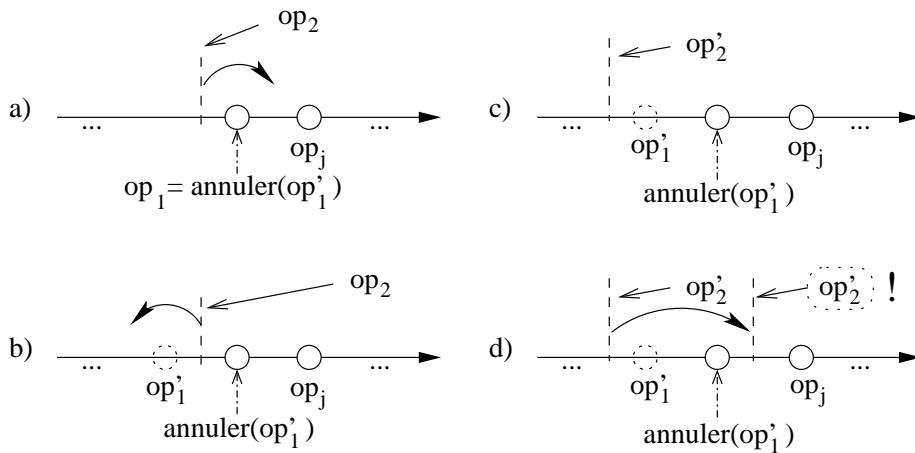 a)
op2
...
opj
...
op1= annuler(op'1)
b)
op2
...
op'1
opj
...
annuler(op'1)
c)
op'2
...
op'1
opj
...
annuler(op'1)
d)
op'2
op'2 !
...
op'1
opj
...
annuler(op'1)